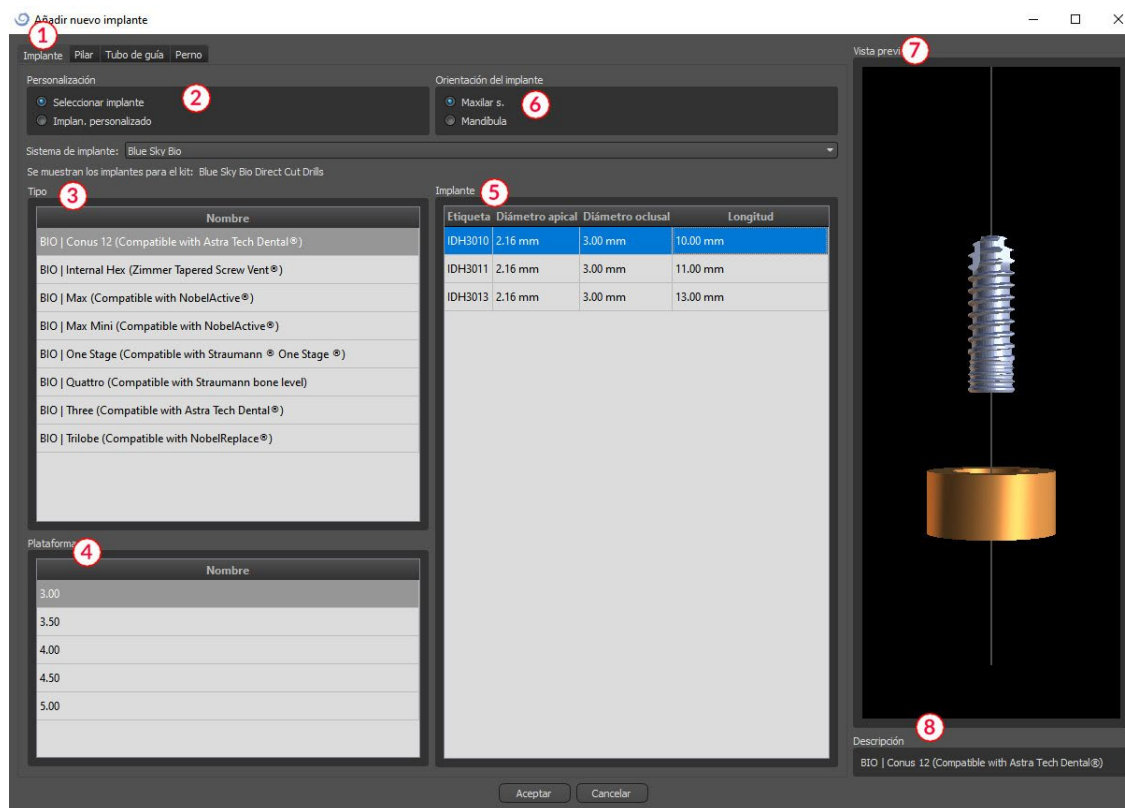 Añadir nuevo implante
1
Implante Pilar Tubo de guía Perno
Vista previ 7
Personalización
Seleccionar implante
Implan. personalizado
2
Orientación del implante
Maxilar s.
Mandíbula
6
Sistema de implante: Blue Sky Bio
Se muestran los implantes para el kit: Blue Sky Bio Direct Cut Drills
Tipo 3
Nombre
BIO | Conus 12 (Compatible with Astra Tech Dental®)
BIO | Internal Hex (Zimmer Tapered Screw Vent®)
BIO | Max (Compatible with NobelActive®)
BIO | Max Mini (Compatible with NobelActive®)
BIO | One Stage (Compatible with Straumann ® One Stage ®)
BIO | Quattro (Compatible with Straumann bone level)
BIO | Three (Compatible with Astra Tech Dental®)
BIO | Trilobe (Compatible with NobelReplace®)
Plataforma 4
Nombre
3.00
3.50
4.00
4.50
5.00
Implante 5
Etiqueta Diámetro apical Diámetro oclusal Longitud
IDH3010 2.16 mm 3.00 mm 10.00 mm
IDH3011 2.16 mm 3.00 mm 11.00 mm
IDH3013 2.16 mm 3.00 mm 13.00 mm
8
Descripción
BIO | Conus 12 (Compatible with Astra Tech Dental®)
Aceptar Cancelar